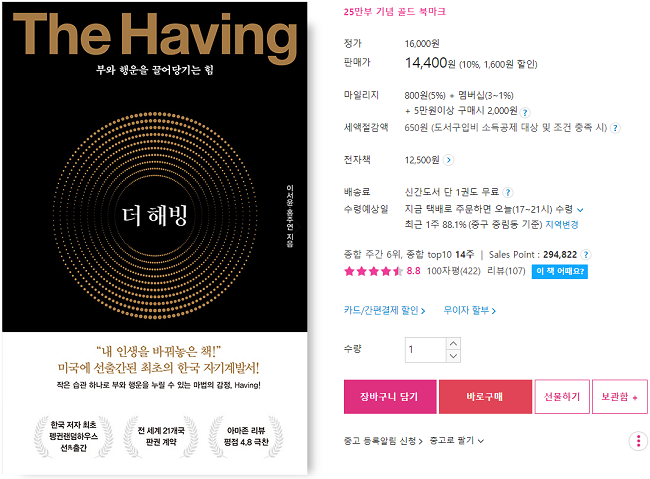 The Having
부와 행운을 끌어당기는 힘
더 해빙
이서윤 홍주연 지음
“내 인생을 바꿔놓은 책!”
미국에 선출간된 최초의 한국 자기계발서!
작은 습관 하나로 부와 행운을 누릴 수 있는 마법의 감정, Having!
한국 저자 최초
펭귄랜덤하우스
선출간
전 세계 21개국
판권 계약
아마존 리뷰
평점 4.8 극찬
25만부 기념 골드 북마크
정가 16,000원
판매가 14,400원 (10%, 1,600원 할인)
마일리지 800원(5%) + 멤버십(3~1%)
+ 5만원이상 구매시 2,000원 ?
세액절감액 650원 (도서구입비 소득공제 대상 및 조건 충족 시) ?
전자책 12,500원
배송료 신간도서 단 1권도 무료 ?
수령예상일 지금 택배로 주문하면 오늘(17~21시) 수령
최근 1주 88.1% (중구 중림동 기준) 지역변경
종합 주간 6위, 종합 top10 14주 | Sales Point : 294,822 ?
8.8 100자평(422) 리뷰(107) 이 책 어때요?
카드/간편결제 할인 무이자 할부
수량 1
장바구니 담기 바로구매 선물하기 보관함 +
중고 등록알림 신청 중고로 팔기